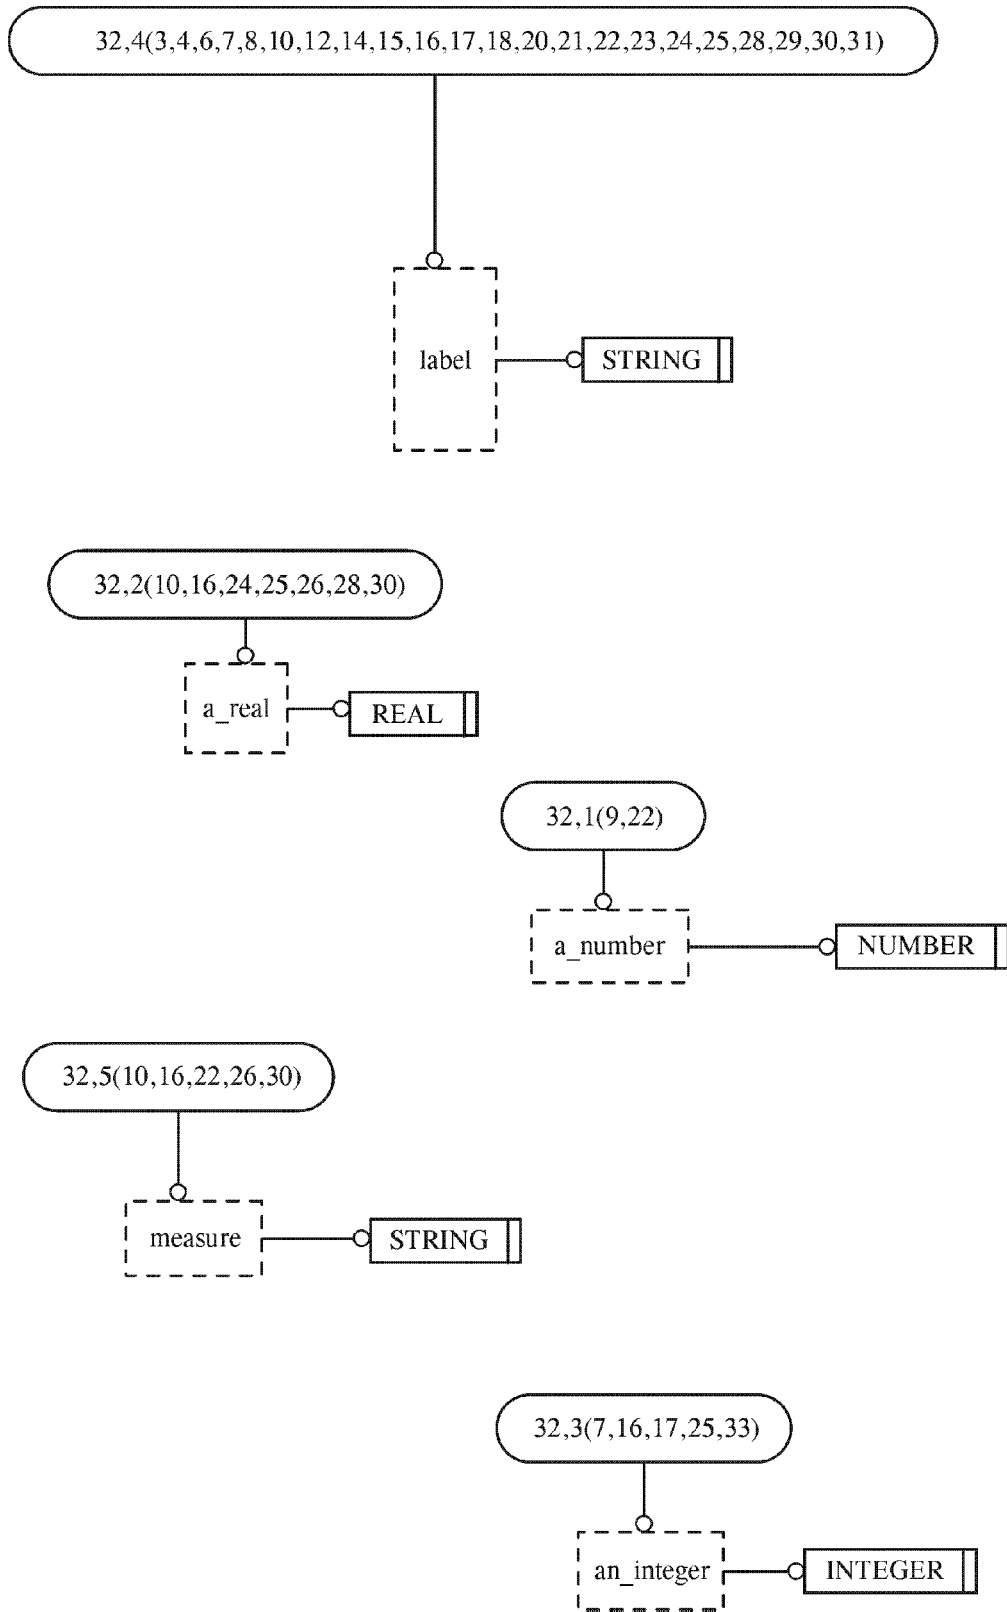 32,4(3,4,6,7,8,10,12,14,15,16,17,18,20,21,22,23,24,25,28,29,30,31)
label
STRING
32,2(10,16,24,25,26,28,30)
a_real
REAL
32,1(9,22)
a_number
NUMBER
32,5(10,16,22,26,30)
measure
STRING
32,3(7,16,17,25,33)
an_integer
INTEGER